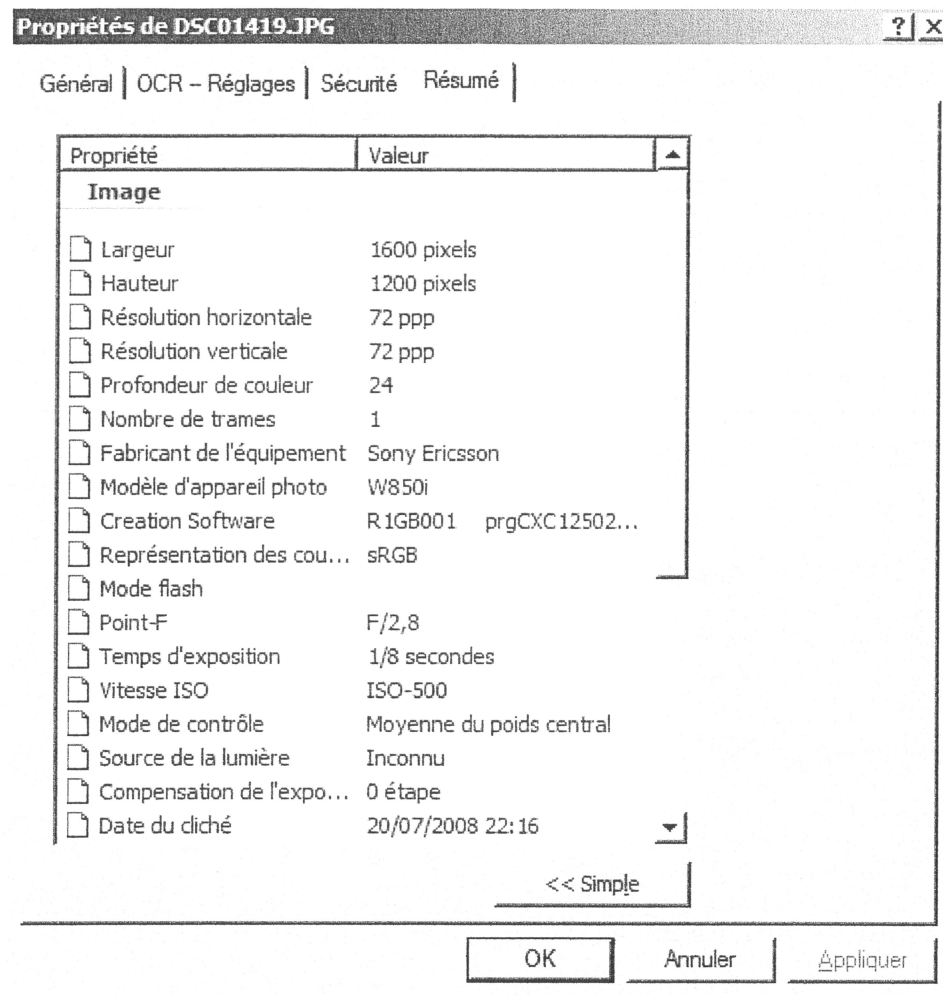 Propriétés de DSC01419.JPG ? X
Général OCR – Réglages Sécurité Résumé
Propriété Valeur
Image
Largeur 1600 pixels
Hauteur 1200 pixels
Résolution horizontale 72 ppp
Résolution verticale 72 ppp
Profondeur de couleur 24
Nombre de trames 1
Fabricant de l'équipement Sony Ericsson
Modèle d'appareil photo W850i
Creation Software R1GB001 prgCXC12502...
Représentation des cou... sRGB
Mode flash
Point-F F/2,8
Temps d'exposition 1/8 secondes
Vitesse ISO ISO-500
Mode de contrôle Moyenne du poids central
Source de la lumière Inconnu
Compensation de l'expo... 0 étape
Date du cliché 20/07/2008 22:16
<< Simple
OK Annuler Appliquer